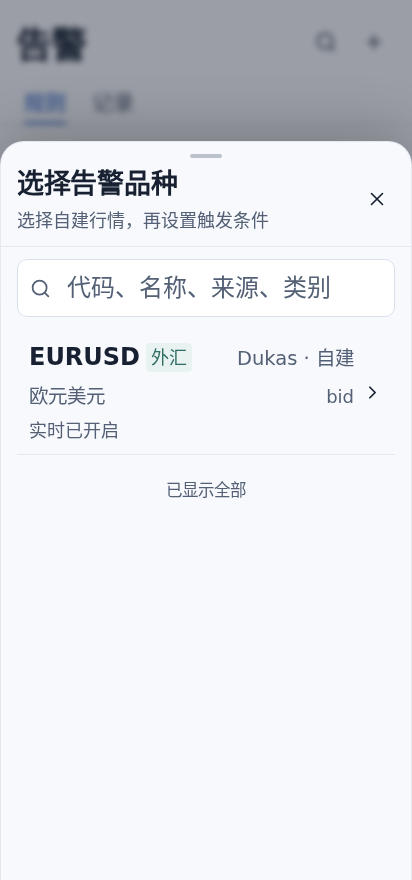 告警
规则 记录
选择告警品种
选择自建行情，再设置触发条件
代码、名称、来源、类别
EURUSD 外汇 Dukas · 自建
欧元美元 bid
实时已开启
已显示全部